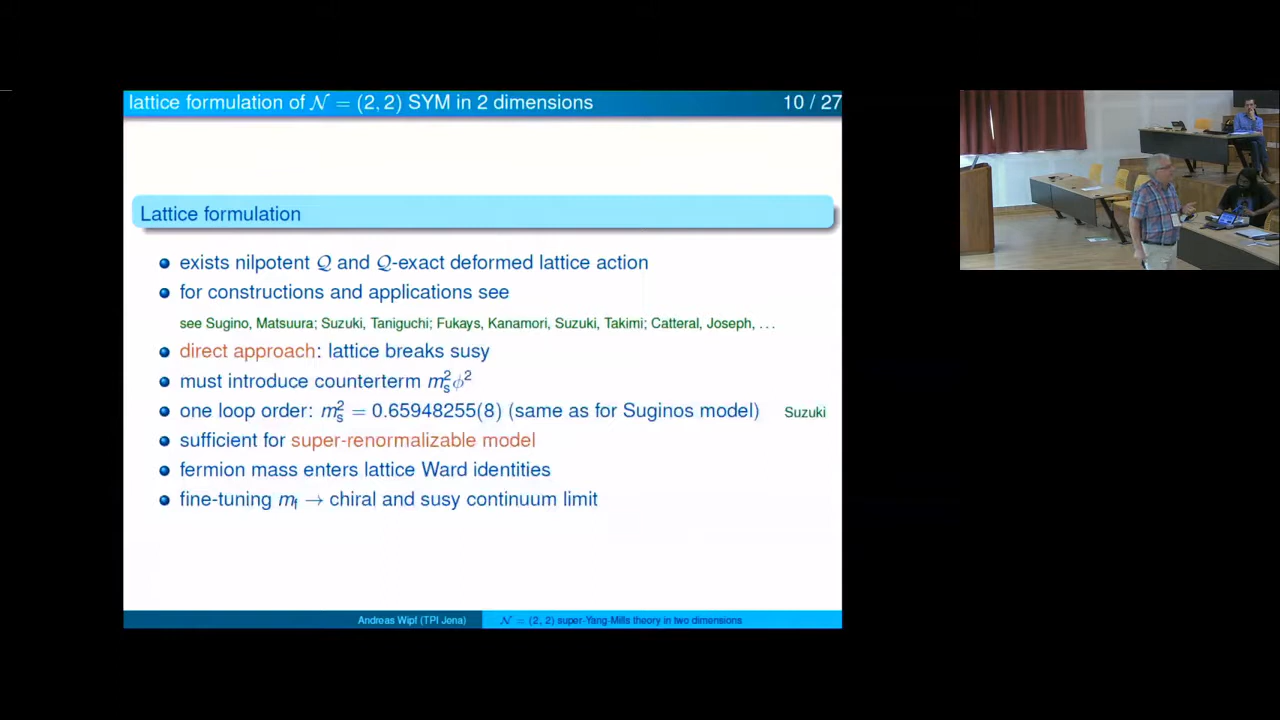 lattice formulation of 𝒩 = (2, 2) SYM in 2 dimensions 10 / 27
Lattice formulation
exists nilpotent 𝒬 and 𝒬-exact deformed lattice action
for constructions and applications see
see Sugino, Matsuura; Suzuki, Taniguchi; Fukays, Kanamori, Suzuki, Takimi; Catteral, Joseph, ...
direct approach: lattice breaks susy
must introduce counterterm m²ₛϕ²
one loop order: m²ₛ = 0.65948255(8) (same as for Suginos model) Suzuki
sufficient for super-renormalizable model
fermion mass enters lattice Ward identities
fine-tuning m_f → chiral and susy continuum limit
Andreas Wipf (TPI Jena) 𝒩 = (2, 2) super-Yang-Mills theory in two dimensions